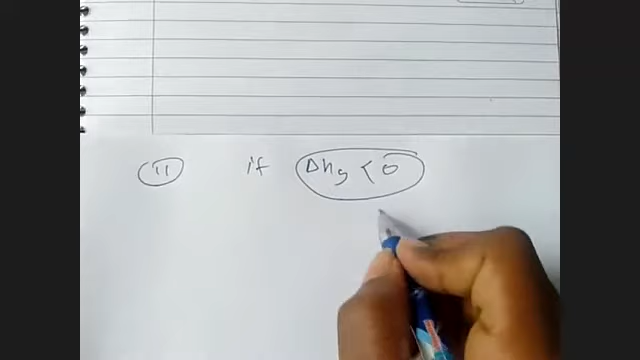 (ii) if Δng < 0